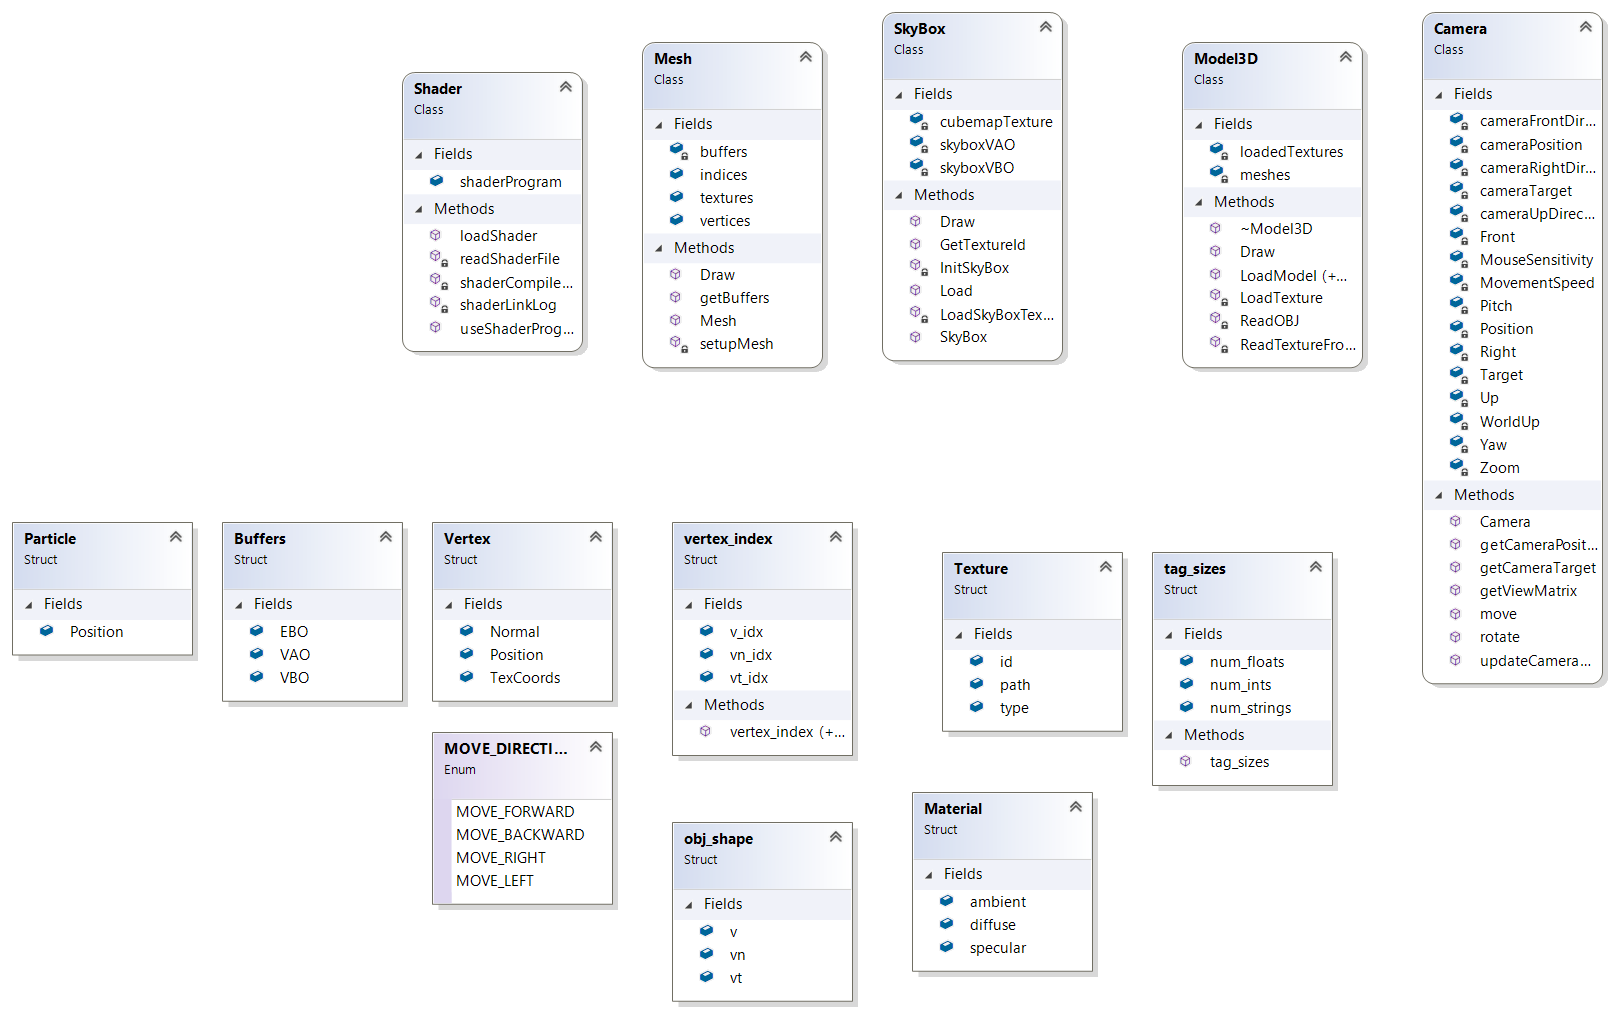 Shader
Class
Fields
shaderProgram
Methods
loadShader
readShaderFile
shaderCompile...
shaderLinkLog
useShaderProg...
Mesh
Class
Fields
buffers
indices
textures
vertices
Methods
Draw
getBuffers
Mesh
setupMesh
SkyBox
Class
Fields
cubemapTexture
skyboxVAO
skyboxVBO
Methods
Draw
GetTextureId
InitSkyBox
Load
LoadSkyBoxTex...
SkyBox
Model3D
Class
Fields
loadedTextures
meshes
Methods
~Model3D
Draw
LoadModel (+...
LoadTexture
ReadOBJ
ReadTextureFro...
Camera
Class
Fields
cameraFrontDir...
cameraPosition
cameraRightDir...
cameraTarget
cameraUpDirec...
Front
MouseSensitivity
MovementSpeed
Pitch
Position
Right
Target
Up
WorldUp
Yaw
Zoom
Methods
Camera
getCameraPosit...
getCameraTarget
getViewMatrix
move
rotate
updateCamera...
Particle
Struct
Fields
Position
Buffers
Struct
Fields
EBO
VAO
VBO
Vertex
Struct
Fields
Normal
Position
TexCoords
vertex_index
Struct
Fields
v_idx
vn_idx
vt_idx
Methods
vertex_index (+...
Texture
Struct
Fields
id
path
type
tag_sizes
Struct
Fields
num_floats
num_ints
num_strings
Methods
tag_sizes
MOVE_DIRECTI...
Enum
MOVE_FORWARD
MOVE_BACKWARD
MOVE_RIGHT
MOVE_LEFT
obj_shape
Struct
Fields
v
vn
vt
Material
Struct
Fields
ambient
diffuse
specular